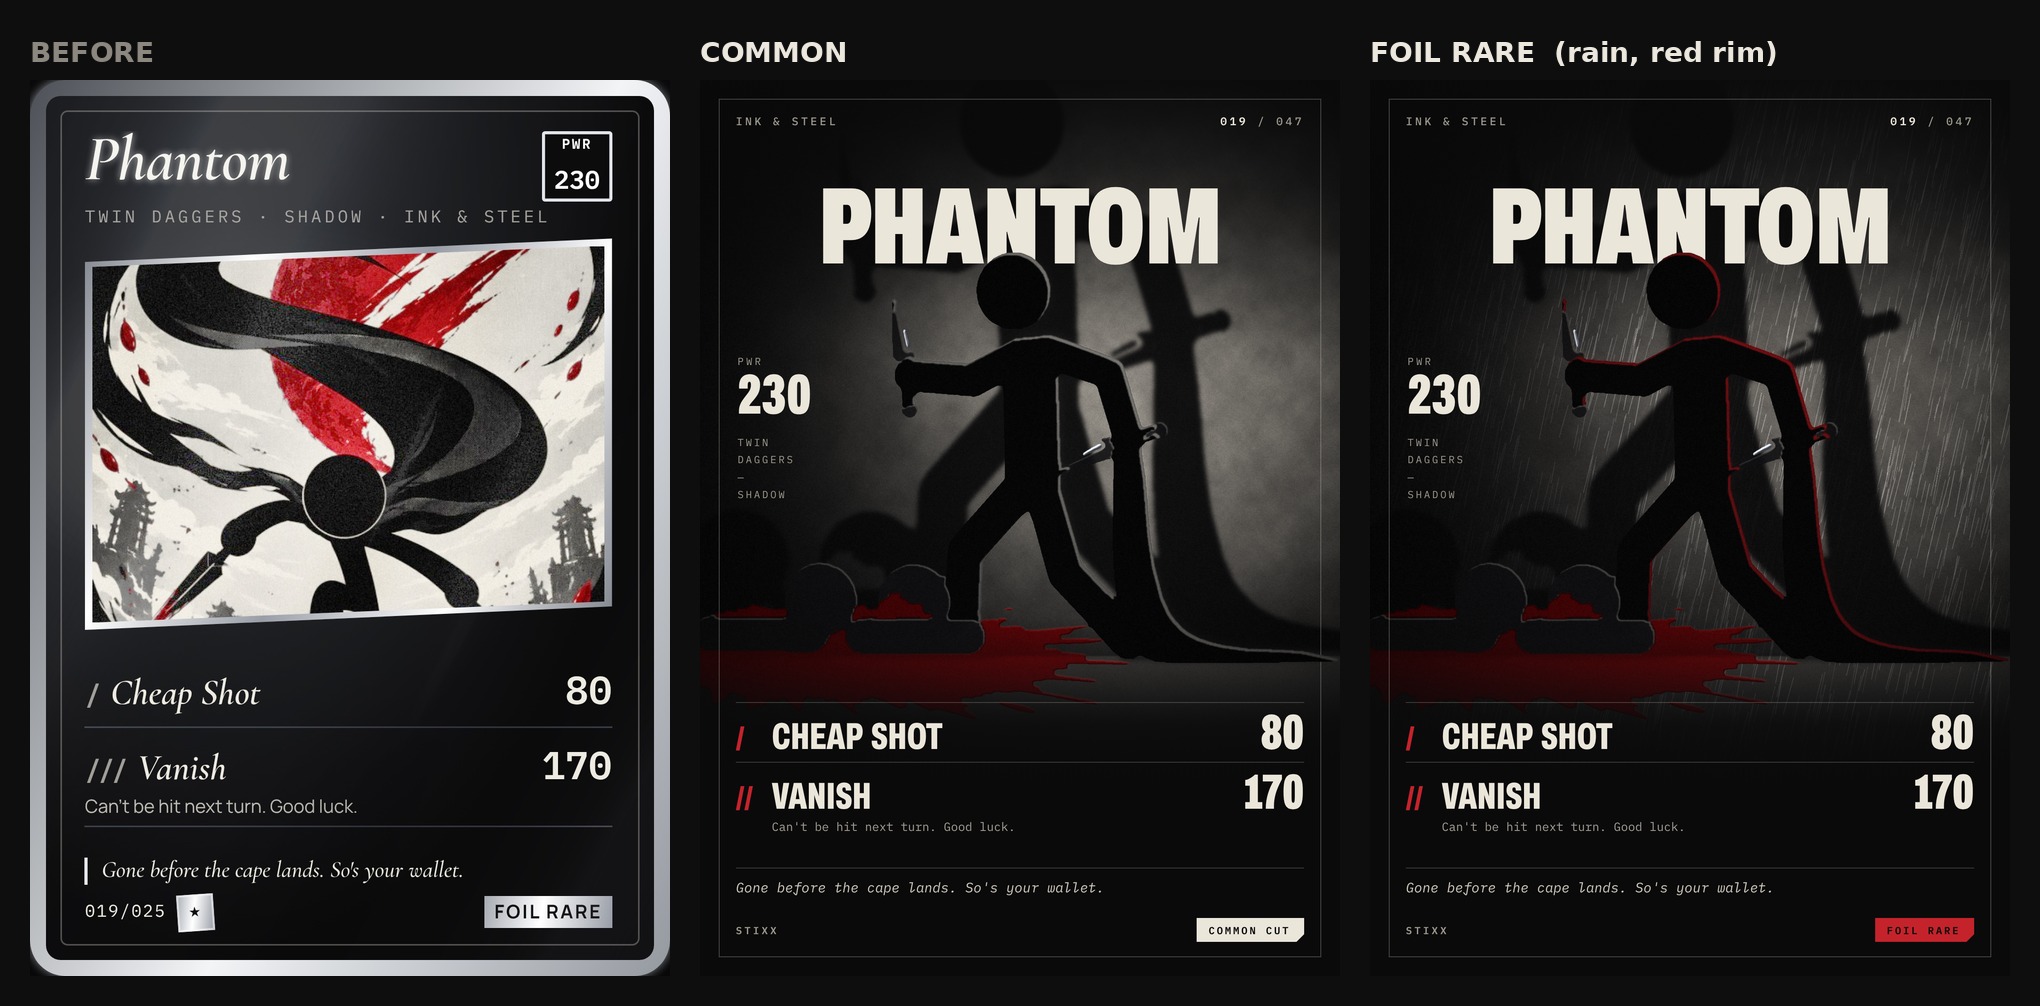 BEFORE
Phantom
PWR
230
TWIN DAGGERS · SHADOW · INK & STEEL
/ Cheap Shot 80
/// Vanish 170
Can't be hit next turn. Good luck.
Gone before the cape lands. So's your wallet.
019/025 ★ FOIL RARE
COMMON
INK & STEEL 019 / 047
PHANTOM
PWR
230
TWIN
DAGGERS
—
SHADOW
/ CHEAP SHOT 80
// VANISH 170
Can't be hit next turn. Good luck.
Gone before the cape lands. So's your wallet.
STIXX COMMON CUT
FOIL RARE (rain, red rim)
INK & STEEL 019 / 047
PHANTOM
PWR
230
TWIN
DAGGERS
—
SHADOW
/ CHEAP SHOT 80
// VANISH 170
Can't be hit next turn. Good luck.
Gone before the cape lands. So's your wallet.
STIXX FOIL RARE